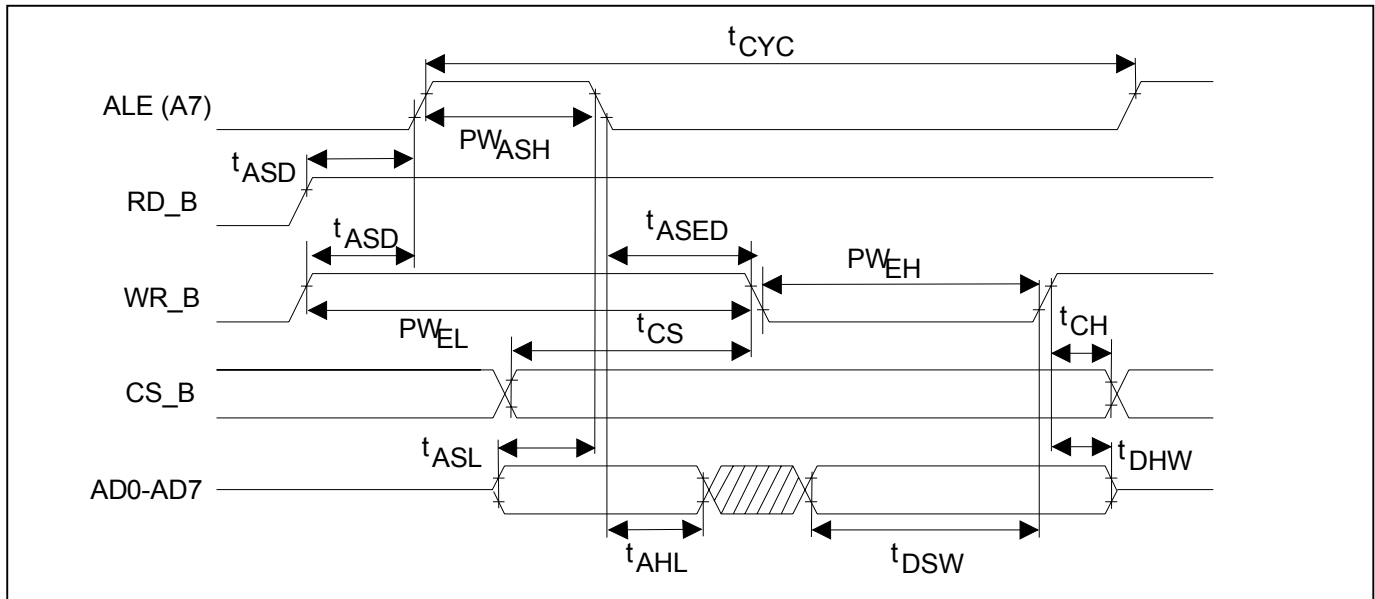 tCYC
ALE (A7)
PWASH
tASD
RD_B
tASD
tASED
PWEH
WR_B
PWEL
tCS
tCH
CS_B
tASL
tDHW
AD0-AD7
tAHL
tDSW